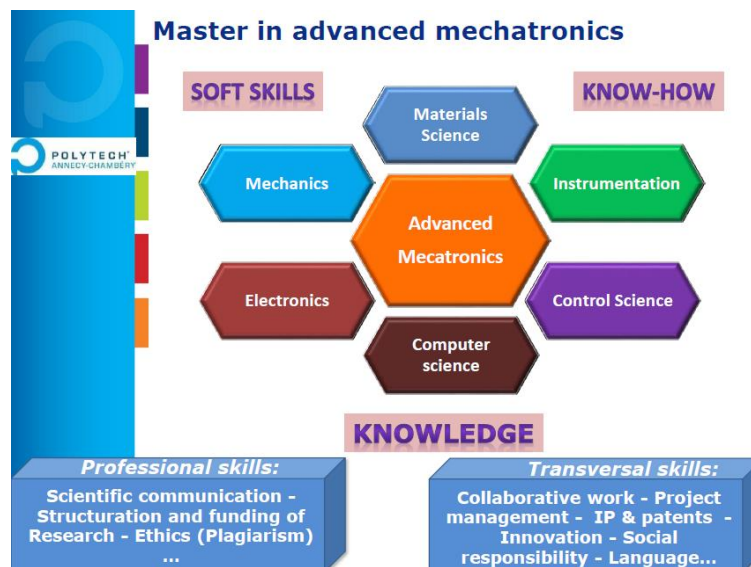 Master in advanced mechatronics
SOFT SKILLS
KNOW-HOW
Materials
Science
POLYTECH
ANNECY-CHAMBÉRY
Mechanics
Instrumentation
Advanced
Mecatronics
Electronics
Control Science
Computer
science
KNOWLEDGE
Professional skills:
Scientific communication -
Structuration and funding of
Research - Ethics (Plagiarism)
...
Transversal skills:
Collaborative work - Project
management - IP & patents -
Innovation - Social
responsibility - Language...